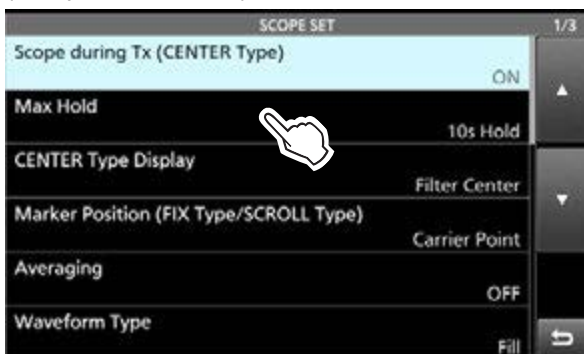 SCOPE SET 1/3
Scope during Tx (CENTER Type)
ON
Max Hold
10s Hold
CENTER Type Display
Filter Center
Marker Position (FIX Type/SCROLL Type)
Carrier Point
Averaging
OFF
Waveform Type
Fill